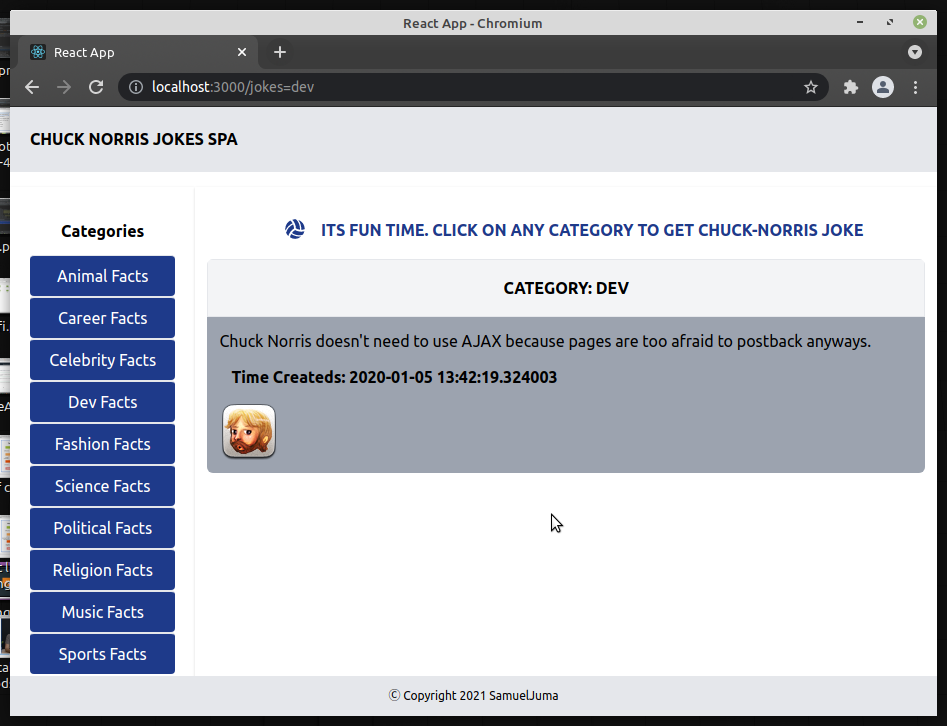 React App - Chromium
React App
localhost:3000/jokes=dev
CHUCK NORRIS JOKES SPA
Categories
Animal Facts
Career Facts
Celebrity Facts
Dev Facts
Fashion Facts
Science Facts
Political Facts
Religion Facts
Music Facts
Sports Facts
ITS FUN TIME. CLICK ON ANY CATEGORY TO GET CHUCK-NORRIS JOKE
CATEGORY: DEV
Chuck Norris doesn't need to use AJAX because pages are too afraid to postback anyways.
Time Createds: 2020-01-05 13:42:19.324003
© Copyright 2021 SamuelJuma